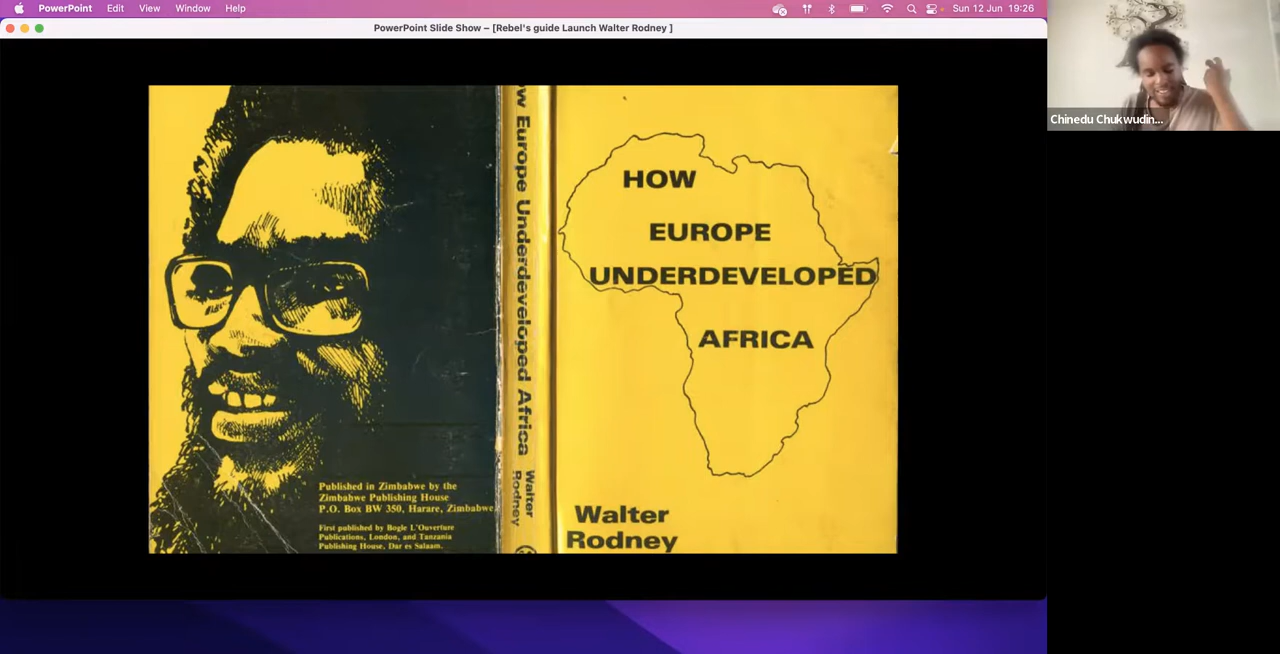 PowerPoint Edit View Window Help Sun 12 Jun 19:26
PowerPoint Slide Show – [Rebel's guide Launch Walter Rodney ]
Published in Zimbabwe by the
Zimbabwe Publishing House
P.O. Box BW 350, Harare, Zimbabwe
First published by Bogle L'Ouverture
Publications, London, and Tanzania
Publishing House, Dar es Salaam.
w Europe Underdeveloped Africa
Walter
Rodney
HOW
EUROPE
UNDERDEVELOPED
AFRICA
Walter
Rodney
Chinedu Chukwudin...